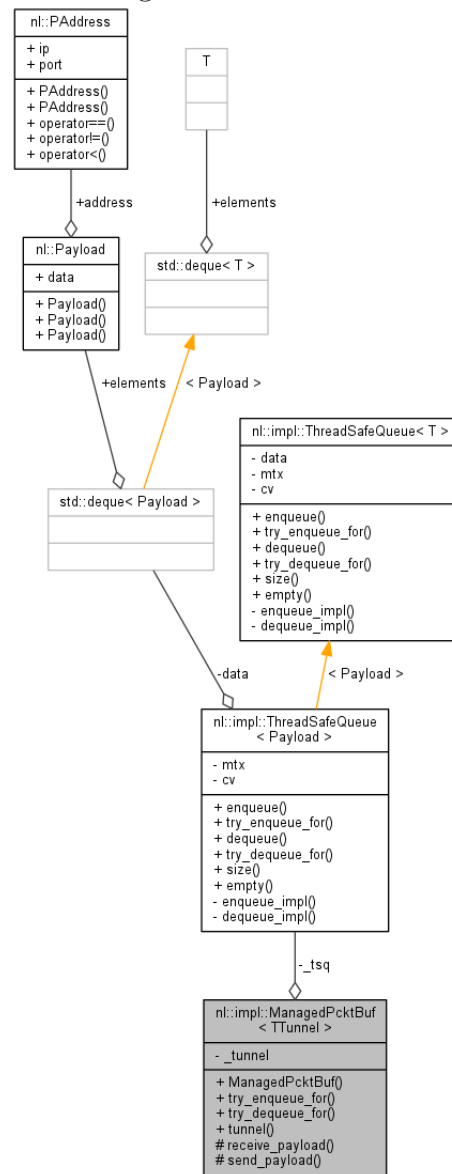 nl::PAddress
+ ip
+ port
+ PAddress()
+ PAddress()
+ operator==()
+ operator!=()
+ operator<()
T
+address
+elements
nl::Payload
+ data
+ Payload()
+ Payload()
+ Payload()
std::deque< T >
+elements
< Payload >
nl::impl::ThreadSafeQueue< T >
- data
- mtx
- cv
+ enqueue()
+ try_enqueue_for()
+ dequeue()
+ try_dequeue_for()
+ size()
+ empty()
- enqueue_impl()
- dequeue_impl()
std::deque< Payload >
-data
< Payload >
nl::impl::ThreadSafeQueue
< Payload >
- mtx
- cv
+ enqueue()
+ try_enqueue_for()
+ dequeue()
+ try_dequeue_for()
+ size()
+ empty()
- enqueue_impl()
- dequeue_impl()
-_tsq
nl::impl::ManagedPcktBuf
< TTunnel >
- _tunnel
+ ManagedPcktBuf()
+ try_enqueue_for()
+ try_dequeue_for()
+ tunnel()
# receive_payload()
# send_payload()